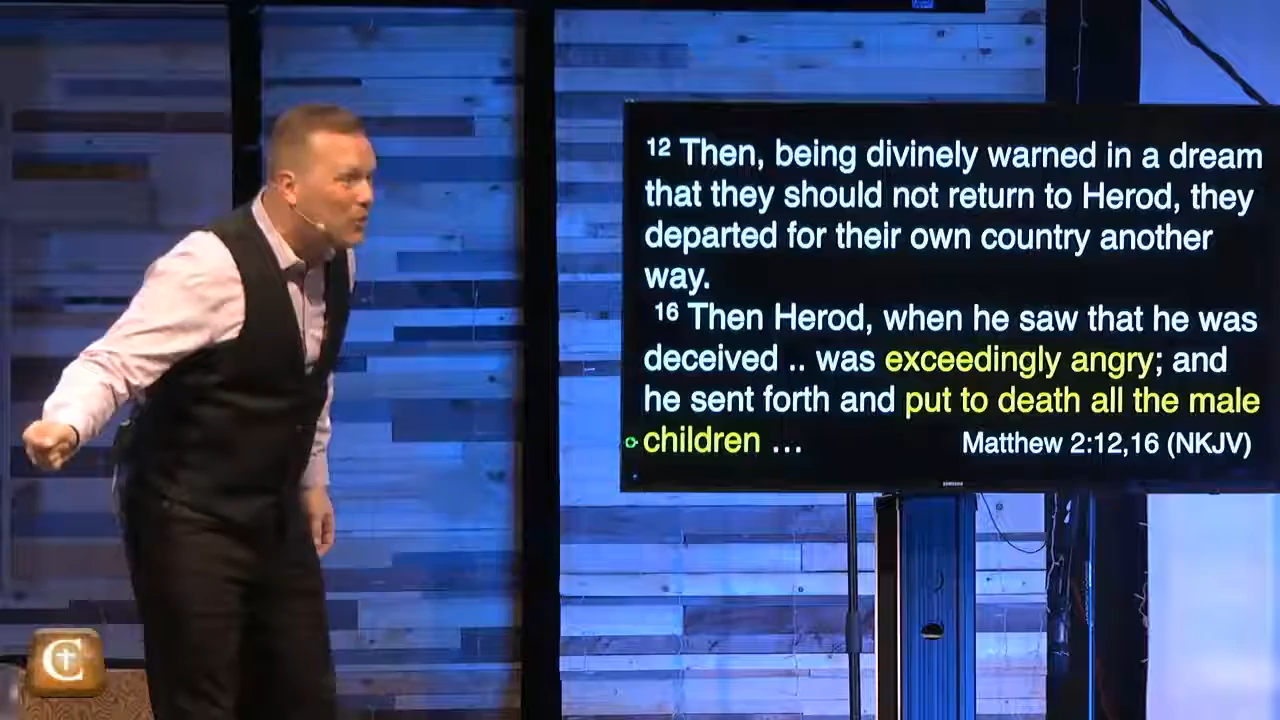 12 Then, being divinely warned in a dream
that they should not return to Herod, they
departed for their own country another
way.
16 Then Herod, when he saw that he was
deceived .. was exceedingly angry; and
he sent forth and put to death all the male
children ... Matthew 2:12,16 (NKJV)
SAMSUNG
C